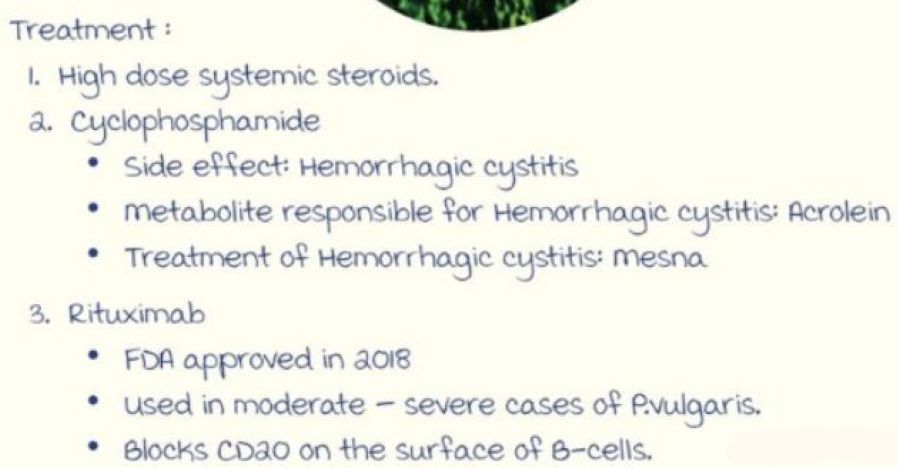 Treatment :
1. High dose systemic steroids.
2. Cyclophosphamide
• Side effect: Hemorrhagic cystitis
• metabolite responsible for Hemorrhagic cystitis: Acrolein
• Treatment of Hemorrhagic cystitis: mesna
3. Rituximab
• FDA approved in 2018
• used in moderate – severe cases of P.vulgaris.
• Blocks CD20 on the surface of B-cells.